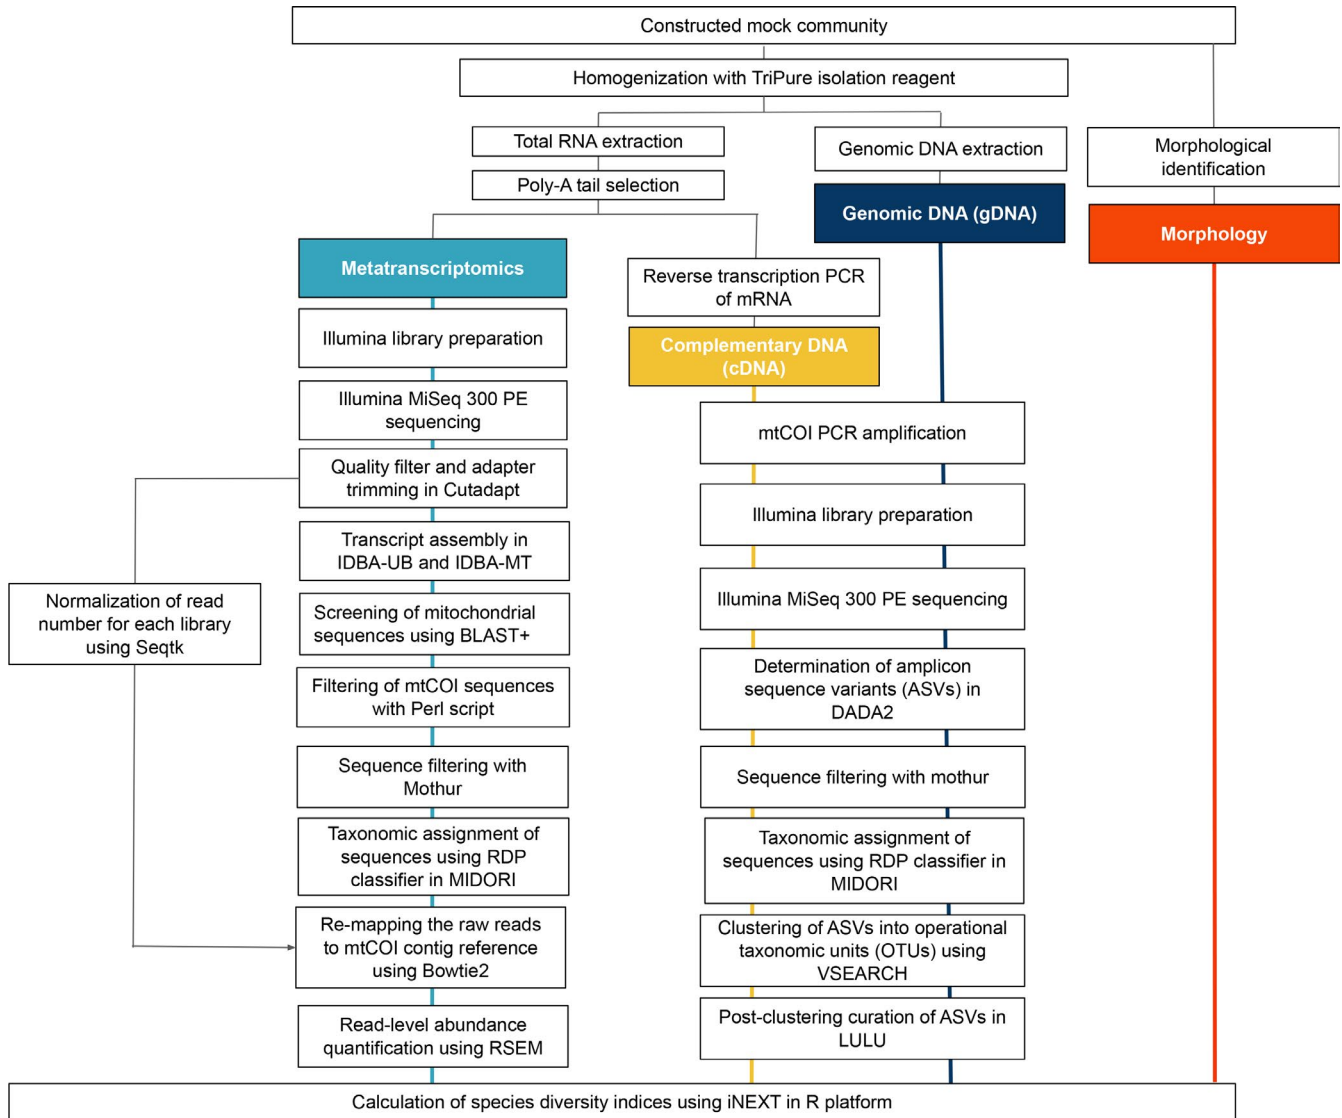 Constructed mock community
Homogenization with TriPure isolation reagent
Total RNA extraction
Poly-A tail selection
Genomic DNA extraction
Genomic DNA (gDNA)
Morphological
identification
Morphology
Metatranscriptomics
Illumina library preparation
Illumina MiSeq 300 PE
sequencing
Quality filter and adapter
trimming in Cutadapt
Transcript assembly in
IDBA-UB and IDBA-MT
Screening of mitochondrial
sequences using BLAST+
Filtering of mtCOI sequences
with Perl script
Sequence filtering with
Mothur
Taxonomic assignment of
sequences using RDP
classifier in MIDORI
Re-mapping the raw reads
to mtCOI contig reference
using Bowtie2
Read-level abundance
quantification using RSEM
Normalization of read
number for each library
using Seqtk
Reverse transcription PCR
of mRNA
Complementary DNA
(cDNA)
mtCOI PCR amplification
Illumina library preparation
Illumina MiSeq 300 PE sequencing
Determination of amplicon
sequence variants (ASVs) in
DADA2
Sequence filtering with mothur
Taxonomic assignment of
sequences using RDP classifier in
MIDORI
Clustering of ASVs into operational
taxonomic units (OTUs) using
VSEARCH
Post-clustering curation of ASVs in
LULU
Calculation of species diversity indices using iNEXT in R platform